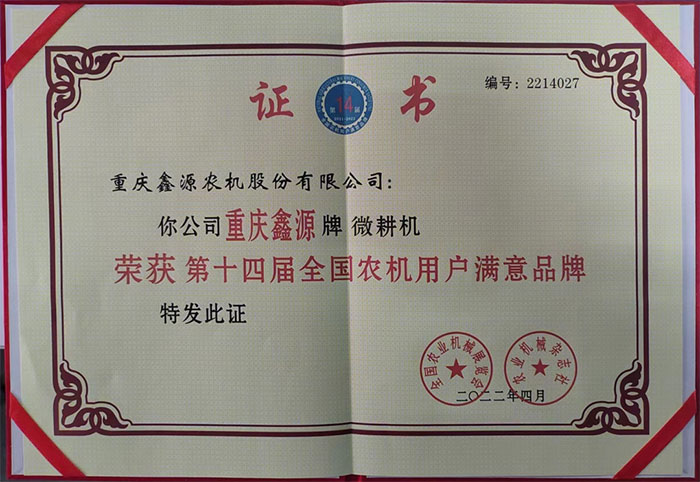 编号：2214027
证 书
第14届
重庆鑫源农机股份有限公司：
你公司重庆鑫源牌 微耕机
荣获 第十四届全国农机用户满意品牌
特发此证
全国农业机械展览会
农业机械杂志社
二〇二二年四月